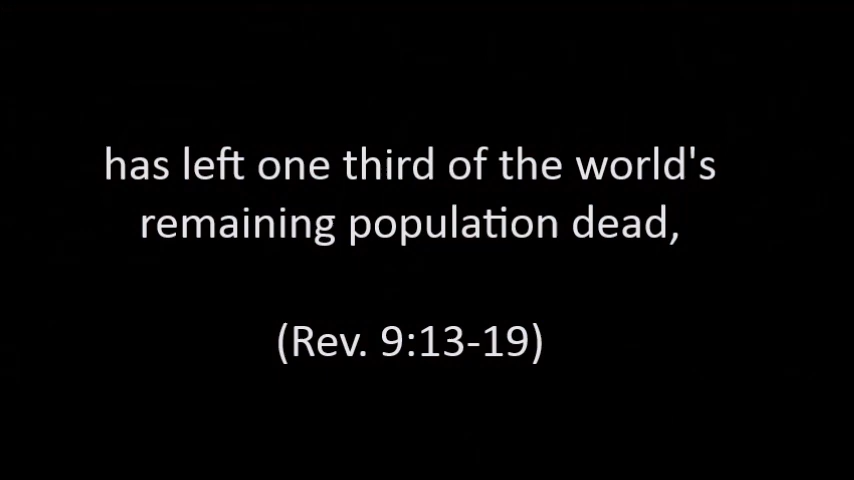 has left one third of the world's
remaining population dead,
(Rev. 9:13-19)